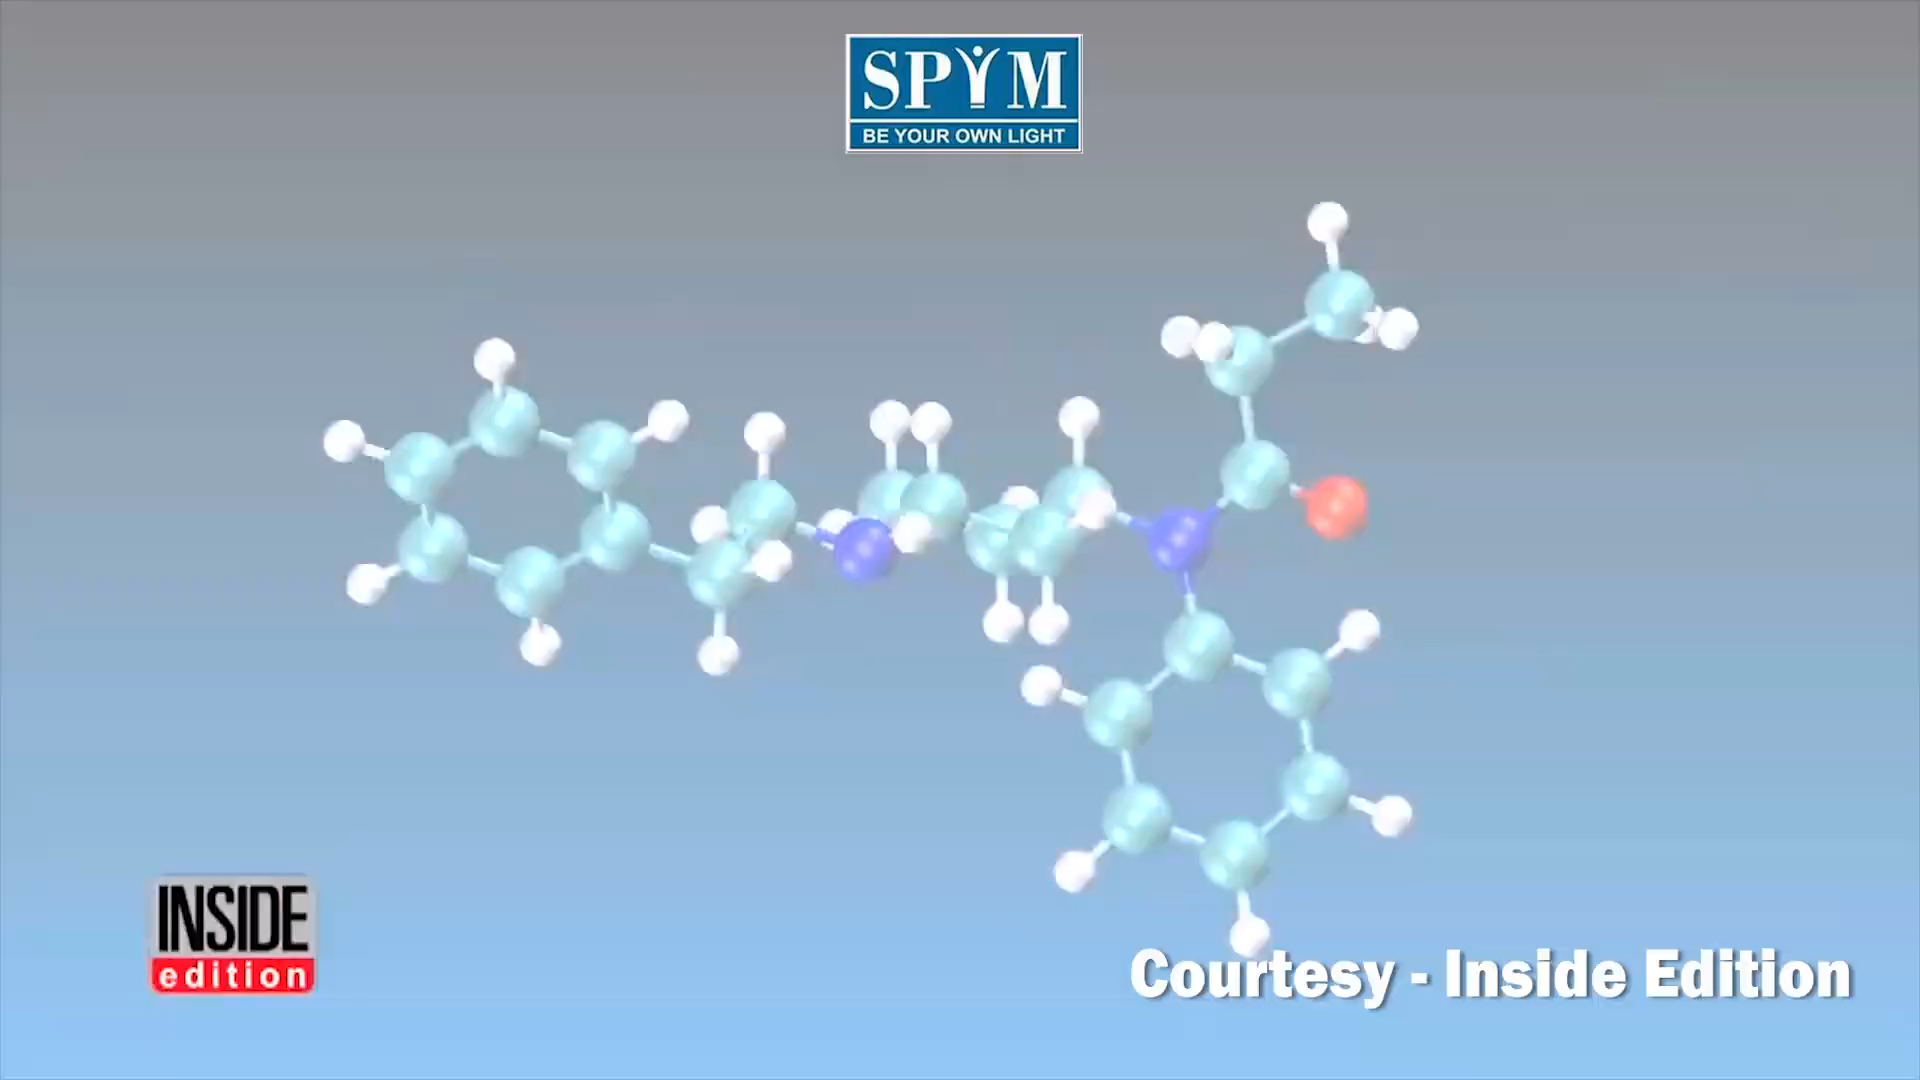 SPYM
BE YOUR OWN LIGHT
INSIDE
edition
Courtesy - Inside Edition